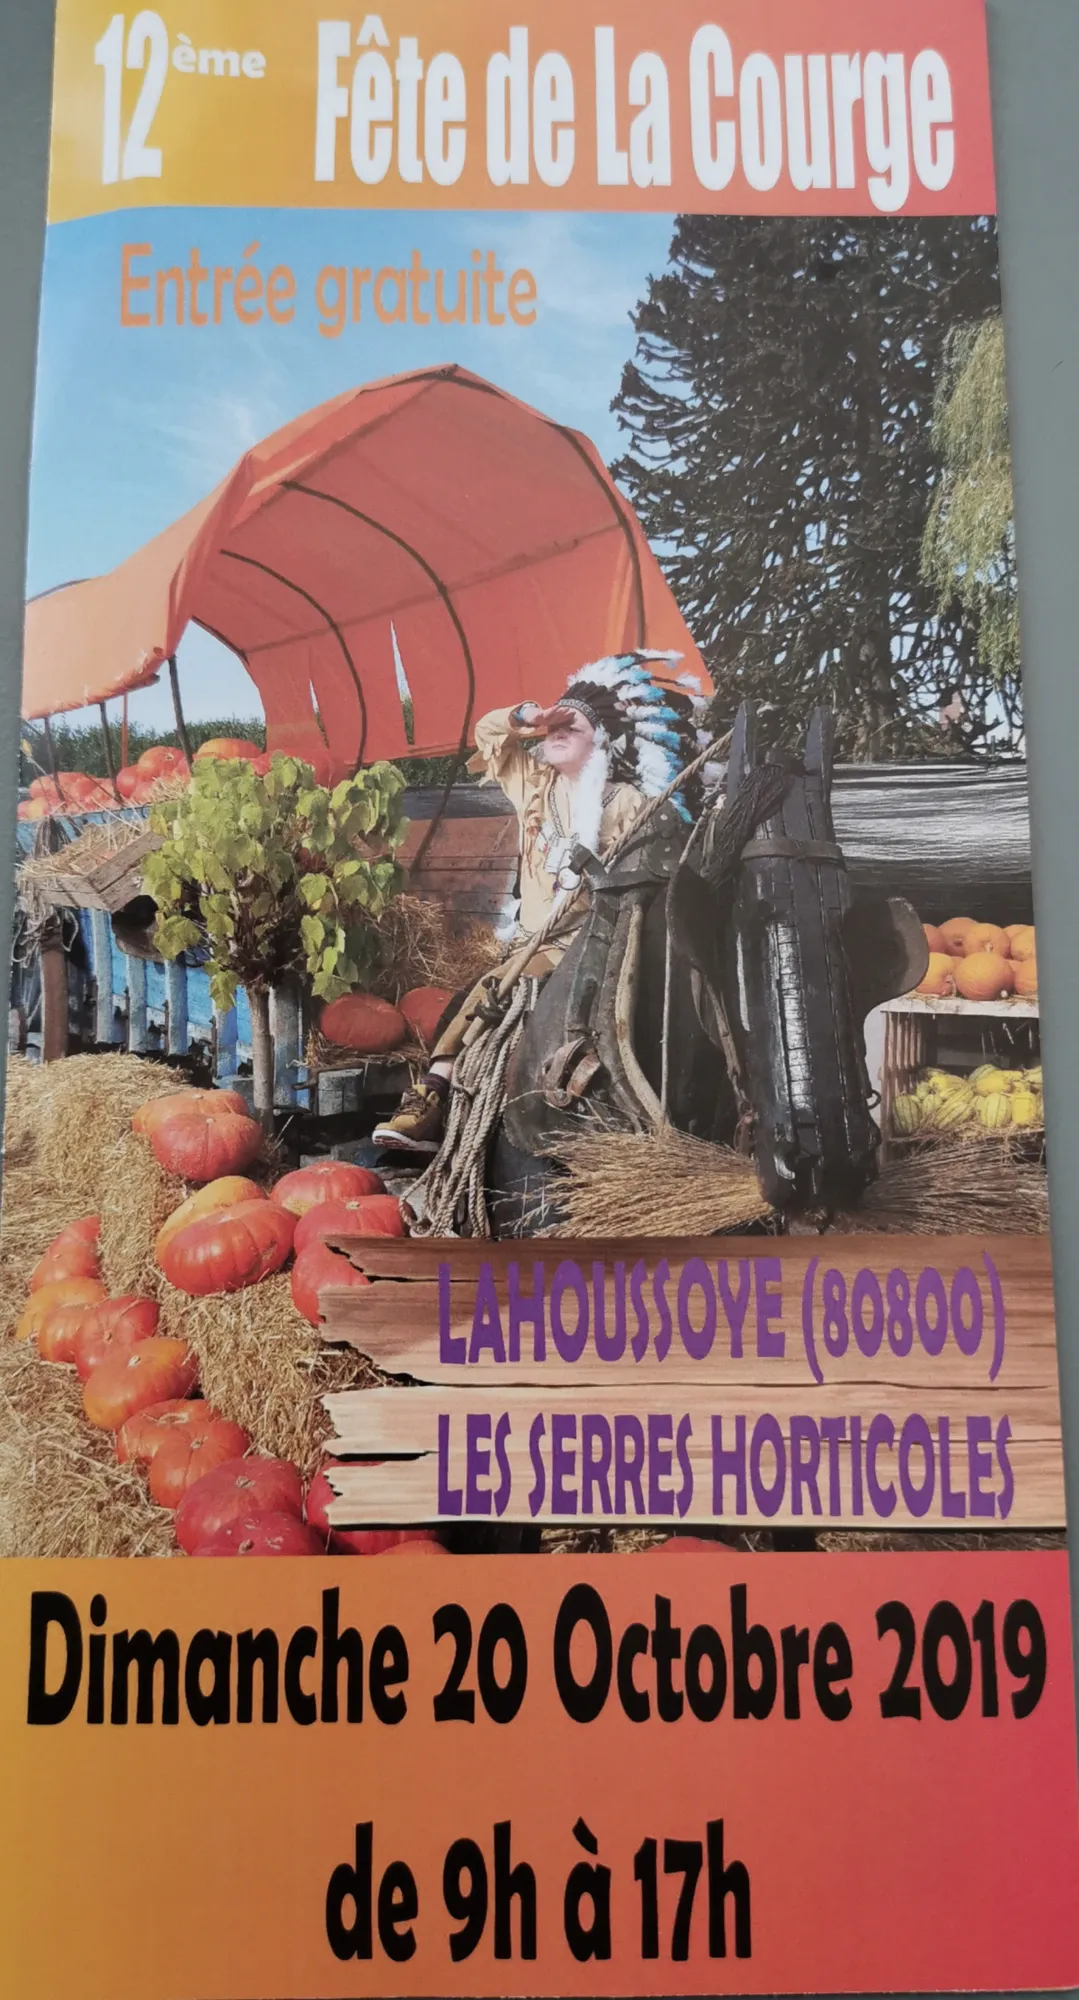 12ème Fête de La Courge
Entrée gratuite
LAHOUSSOYE (80800)
LES SERRES HORTICOLES
Dimanche 20 Octobre 2019
de 9h à 17h